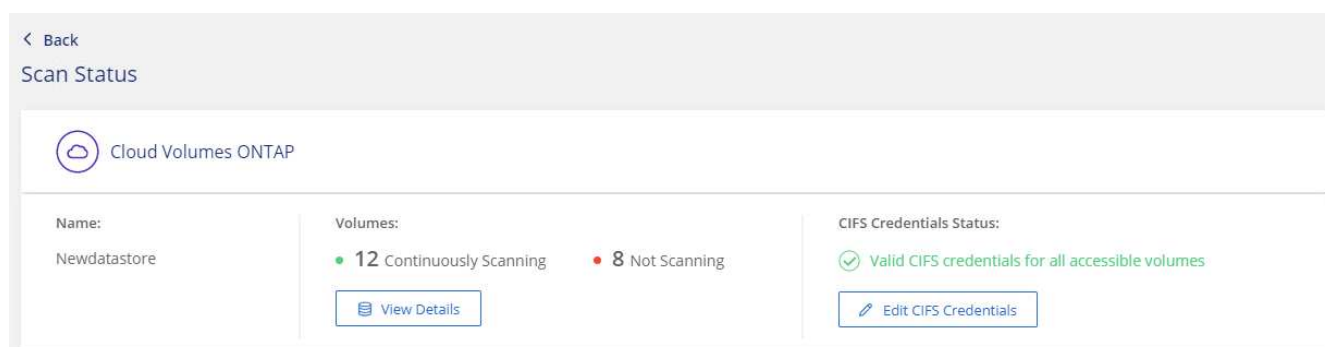 Back
Scan Status
Cloud Volumes ONTAP
Name:
Newdatastore
Volumes:
12 Continuously Scanning
8 Not Scanning
View Details
CIFS Credentials Status:
Valid CIFS credentials for all accessible volumes
Edit CIFS Credentials